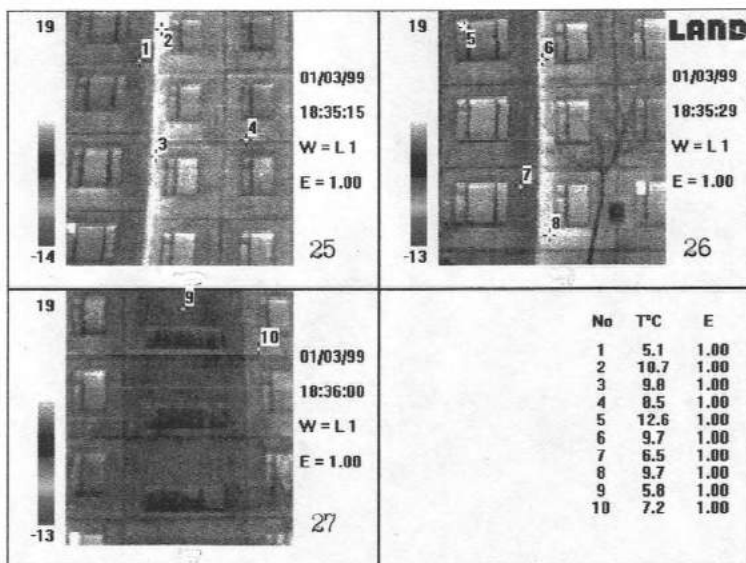 19
1
2
3
4
-14
01/03/99
18:35:15
W = L1
E = 1.00
25
19
5
6
7
8
-13
LAND
01/03/99
18:35:29
W = L1
E = 1.00
26
19
9
10
-13
01/03/99
18:36:00
W = L1
E = 1.00
27
No T°C E
1 5.1 1.00
2 10.7 1.00
3 9.8 1.00
4 8.5 1.00
5 12.6 1.00
6 9.7 1.00
7 6.5 1.00
8 9.7 1.00
9 5.8 1.00
10 7.2 1.00